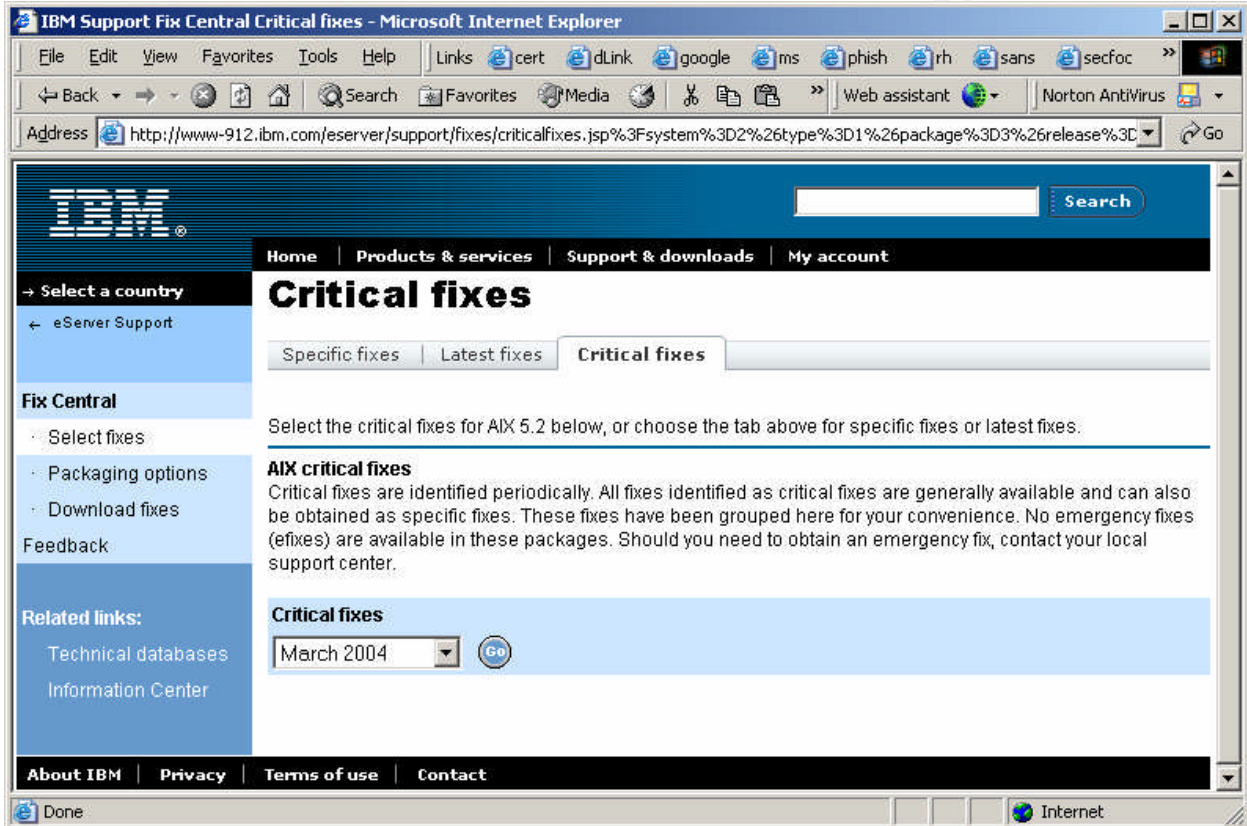 IBM Support Fix Central Critical fixes - Microsoft Internet Explorer
File Edit View Favorites Tools Help Links cert dLink google ms phish rh sans secfoc »
Back Search Favorites Media » Web assistant Norton AntiVirus
Address http://www-912.ibm.com/eserver/support/fixes/criticalfixes.jsp%3Fsystem%3D2%26type%3D1%26package%3D3%26release%3D Go
IBM®
Search
Home | Products & services | Support & downloads | My account
→ Select a country
Critical fixes
← eServer Support
Specific fixes | Latest fixes Critical fixes
Fix Central
· Select fixes
· Packaging options
· Download fixes
Feedback
Related links:
Technical databases
Information Center
Select the critical fixes for AIX 5.2 below, or choose the tab above for specific fixes or latest fixes.
AIX critical fixes
Critical fixes are identified periodically. All fixes identified as critical fixes are generally available and can also
be obtained as specific fixes. These fixes have been grouped here for your convenience. No emergency fixes
(efixes) are available in these packages. Should you need to obtain an emergency fix, contact your local
support center.
Critical fixes
March 2004 Go
About IBM | Privacy | Terms of use | Contact
Done Internet